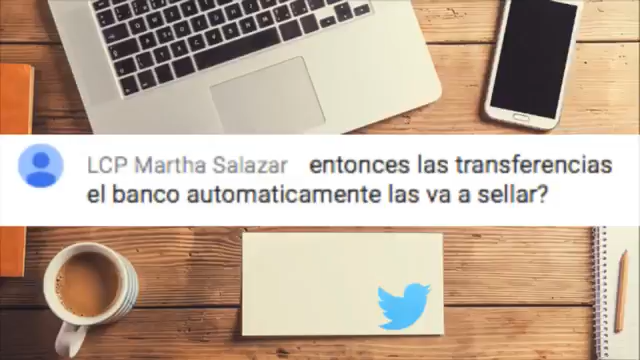 LCP Martha Salazar entonces las transferencias
el banco automaticamente las va a sellar?